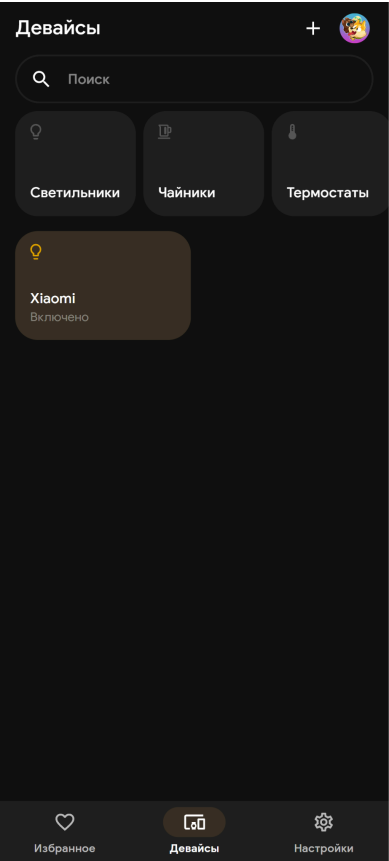 Девайсы
Поиск
Светильники
Чайники
Термостаты
Xiaomi
Включено
Избранное
Девайсы
Настройки